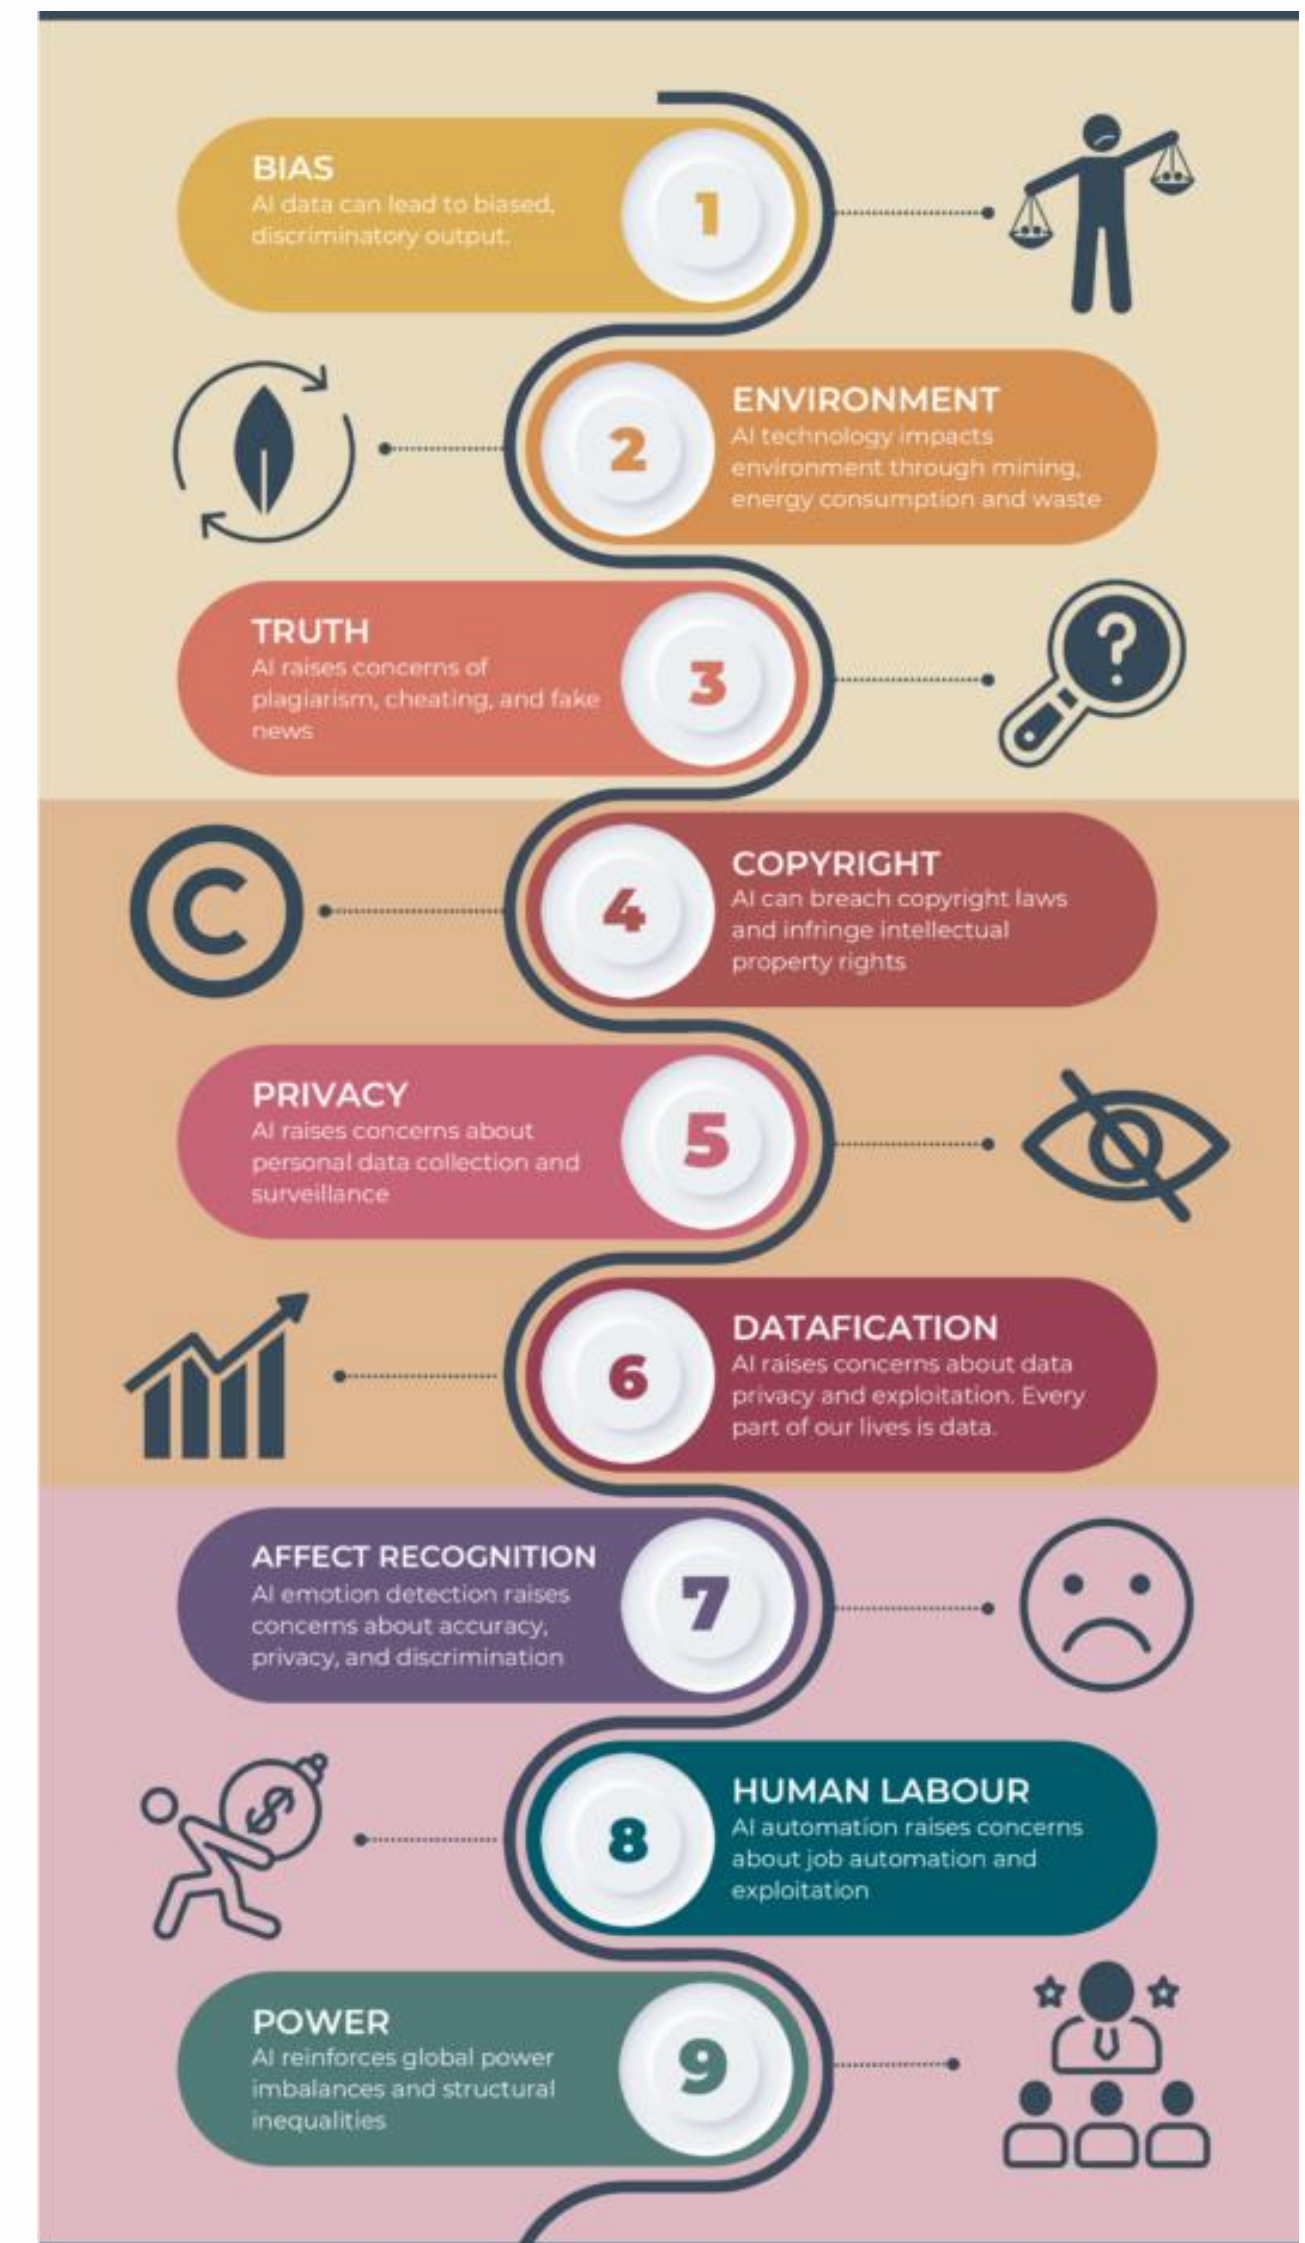 BIAS
AI data can lead to biased,
discriminatory output.
1
2
ENVIRONMENT
AI technology impacts
environment through mining,
energy consumption and waste
TRUTH
AI raises concerns of
plagiarism, cheating, and fake
news
3
?
C
4
COPYRIGHT
AI can breach copyright laws
and infringe intellectual
property rights
PRIVACY
AI raises concerns about
personal data collection and
surveillance
5
6
DATAFICATION
AI raises concerns about data
privacy and exploitation. Every
part of our lives is data.
AFFECT RECOGNITION
AI emotion detection raises
concerns about accuracy,
privacy, and discrimination
7
$
8
HUMAN LABOUR
AI automation raises concerns
about job automation and
exploitation
POWER
AI reinforces global power
imbalances and structural
inequalities
9